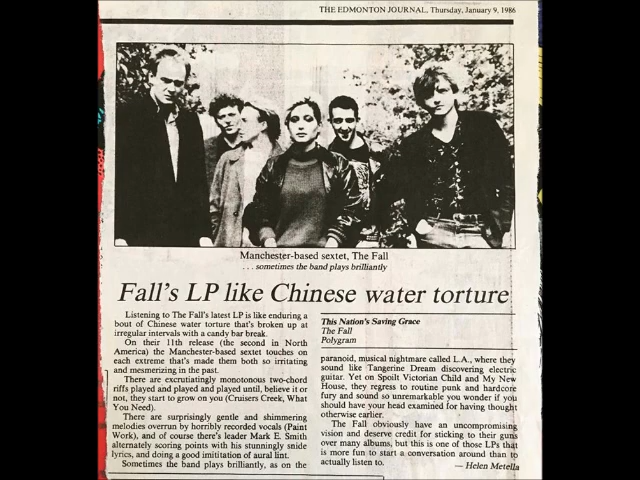 THE EDMONTON JOURNAL, Thursday, January 9, 1986
Manchester-based sextet, The Fall
. . . sometimes the band plays brilliantly
Fall's LP like Chinese water torture
Listening to The Fall's latest LP is like enduring a
bout of Chinese water torture that's broken up at
irregular intervals with a candy bar break.
On their 11th release (the second in North
America) the Manchester-based sextet touches on
each extreme that's made them both so irritating
and mesmerizing in the past.
There are excrutiatingly monotonous two-chord
riffs played and played and played until, believe it or
not, they start to grow on you (Cruisers Creek, What
You Need).
There are surprisingly gentle and shimmering
melodies overrun by horribly recorded vocals (Paint
Work), and of course there's leader Mark E. Smith
alternately scoring points with his stunningly snide
lyrics, and doing a good imititation of aural lint.
Sometimes the band plays brilliantly, as on the
This Nation's Saving Grace
The Fall
Polygram
paranoid, musical nightmare called L.A., where they
sound like Tangerine Dream discovering electric
guitar. Yet on Spoilt Victorian Child and My New
House, they regress to routine punk and hardcore
fury and sound so unremarkable you wonder if you
should have your head examined for having thought
otherwise earlier.
The Fall obviously have an uncompromising
vision and deserve credit for sticking to their guns
over many albums, but this is one of those LPs that
is more fun to start a conversation around than to
actually listen to.
— Helen Metella